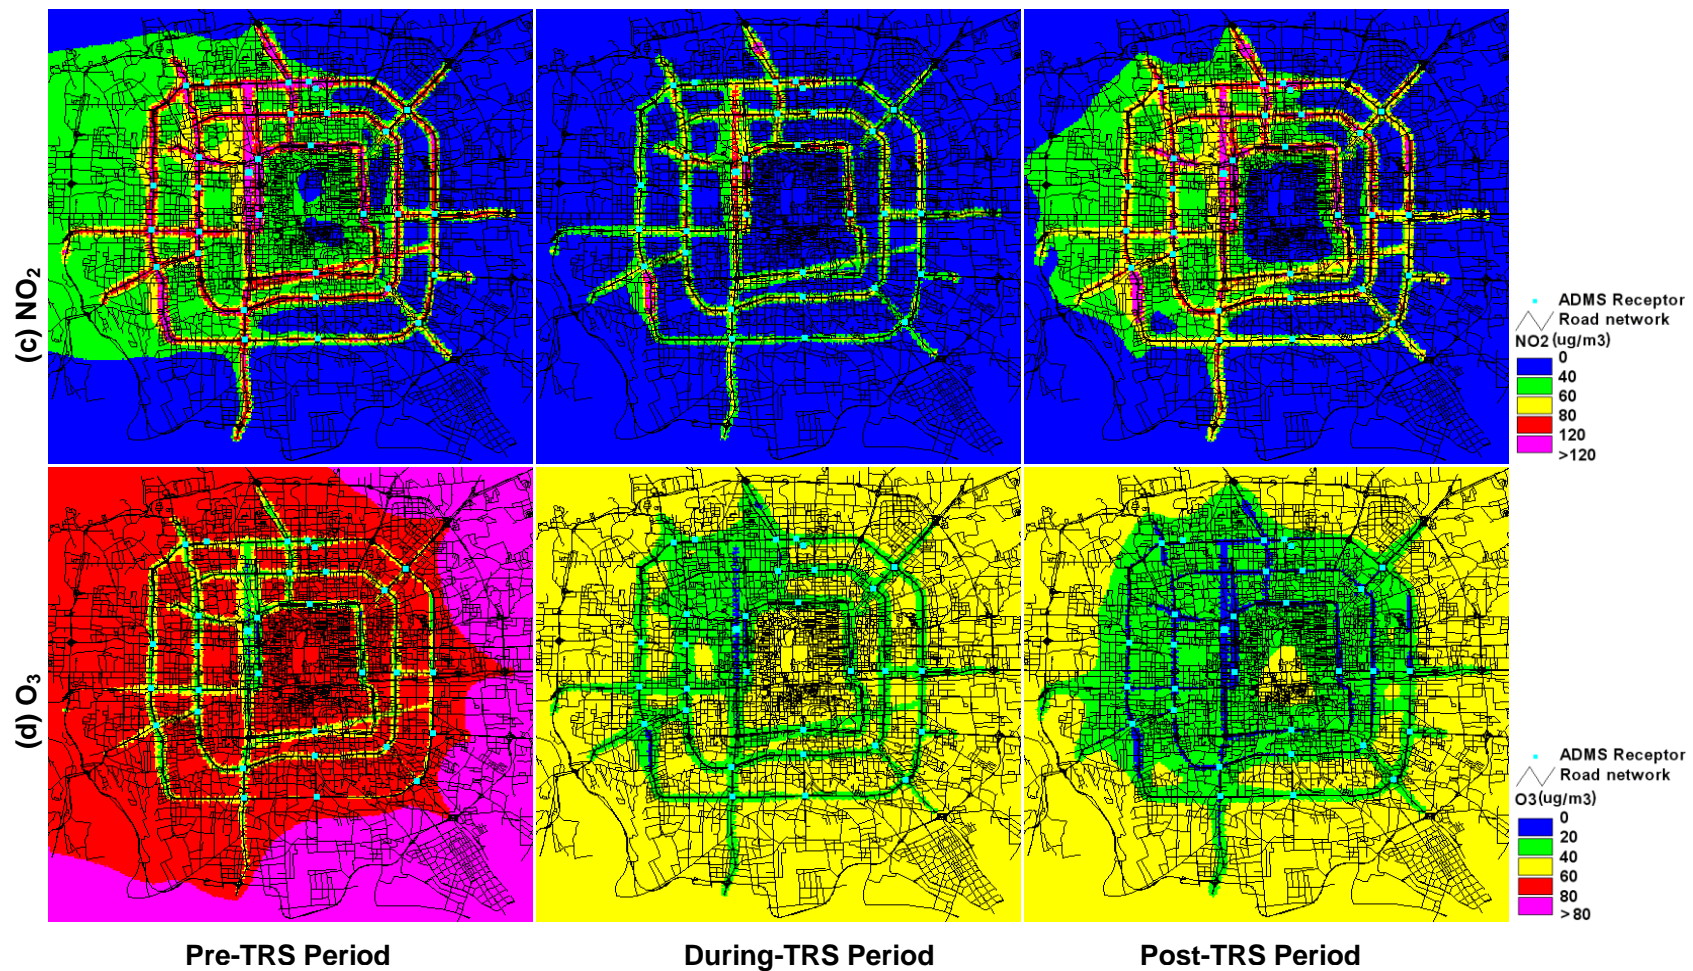 (c) NO2
ADMS Receptor
Road network
NO2 (ug/m3)
0
40
60
80
120
>120
(d) O3
ADMS Receptor
Road network
O3(ug/m3)
0
20
40
60
80
>80
Pre-TRS Period
During-TRS Period
Post-TRS Period